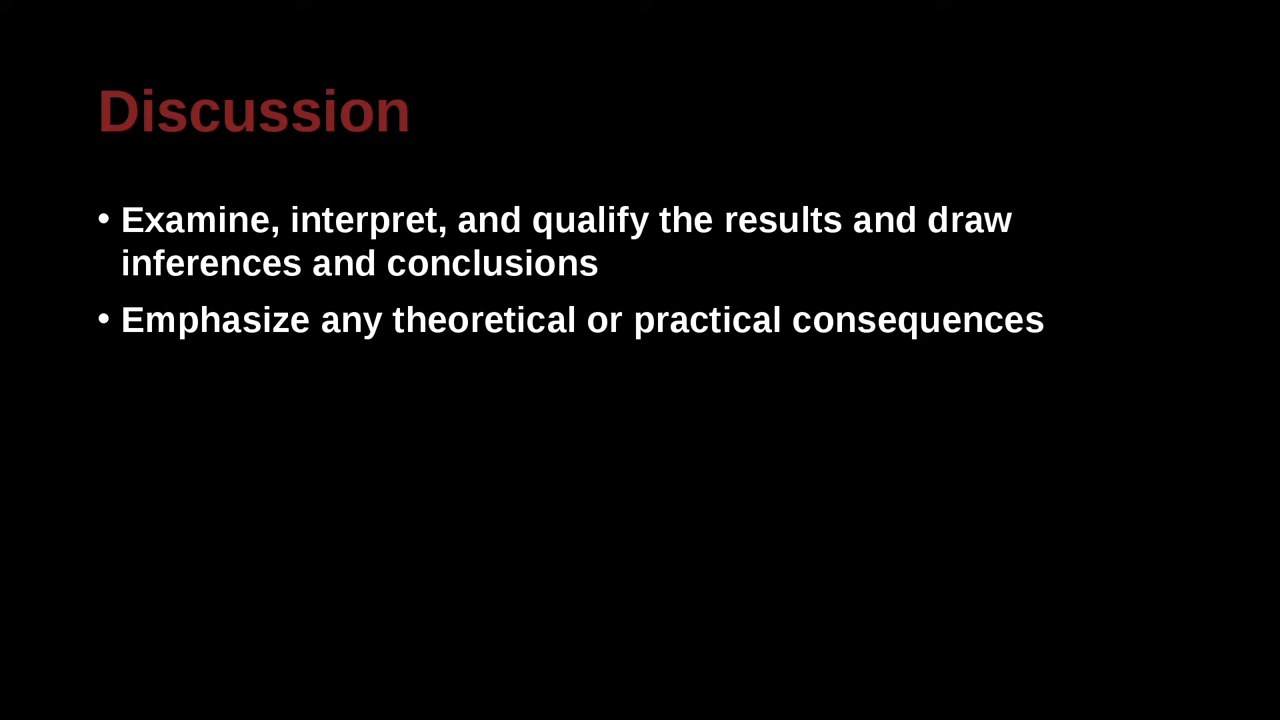 Discussion
• Examine, interpret, and qualify the results and draw
inferences and conclusions
• Emphasize any theoretical or practical consequences